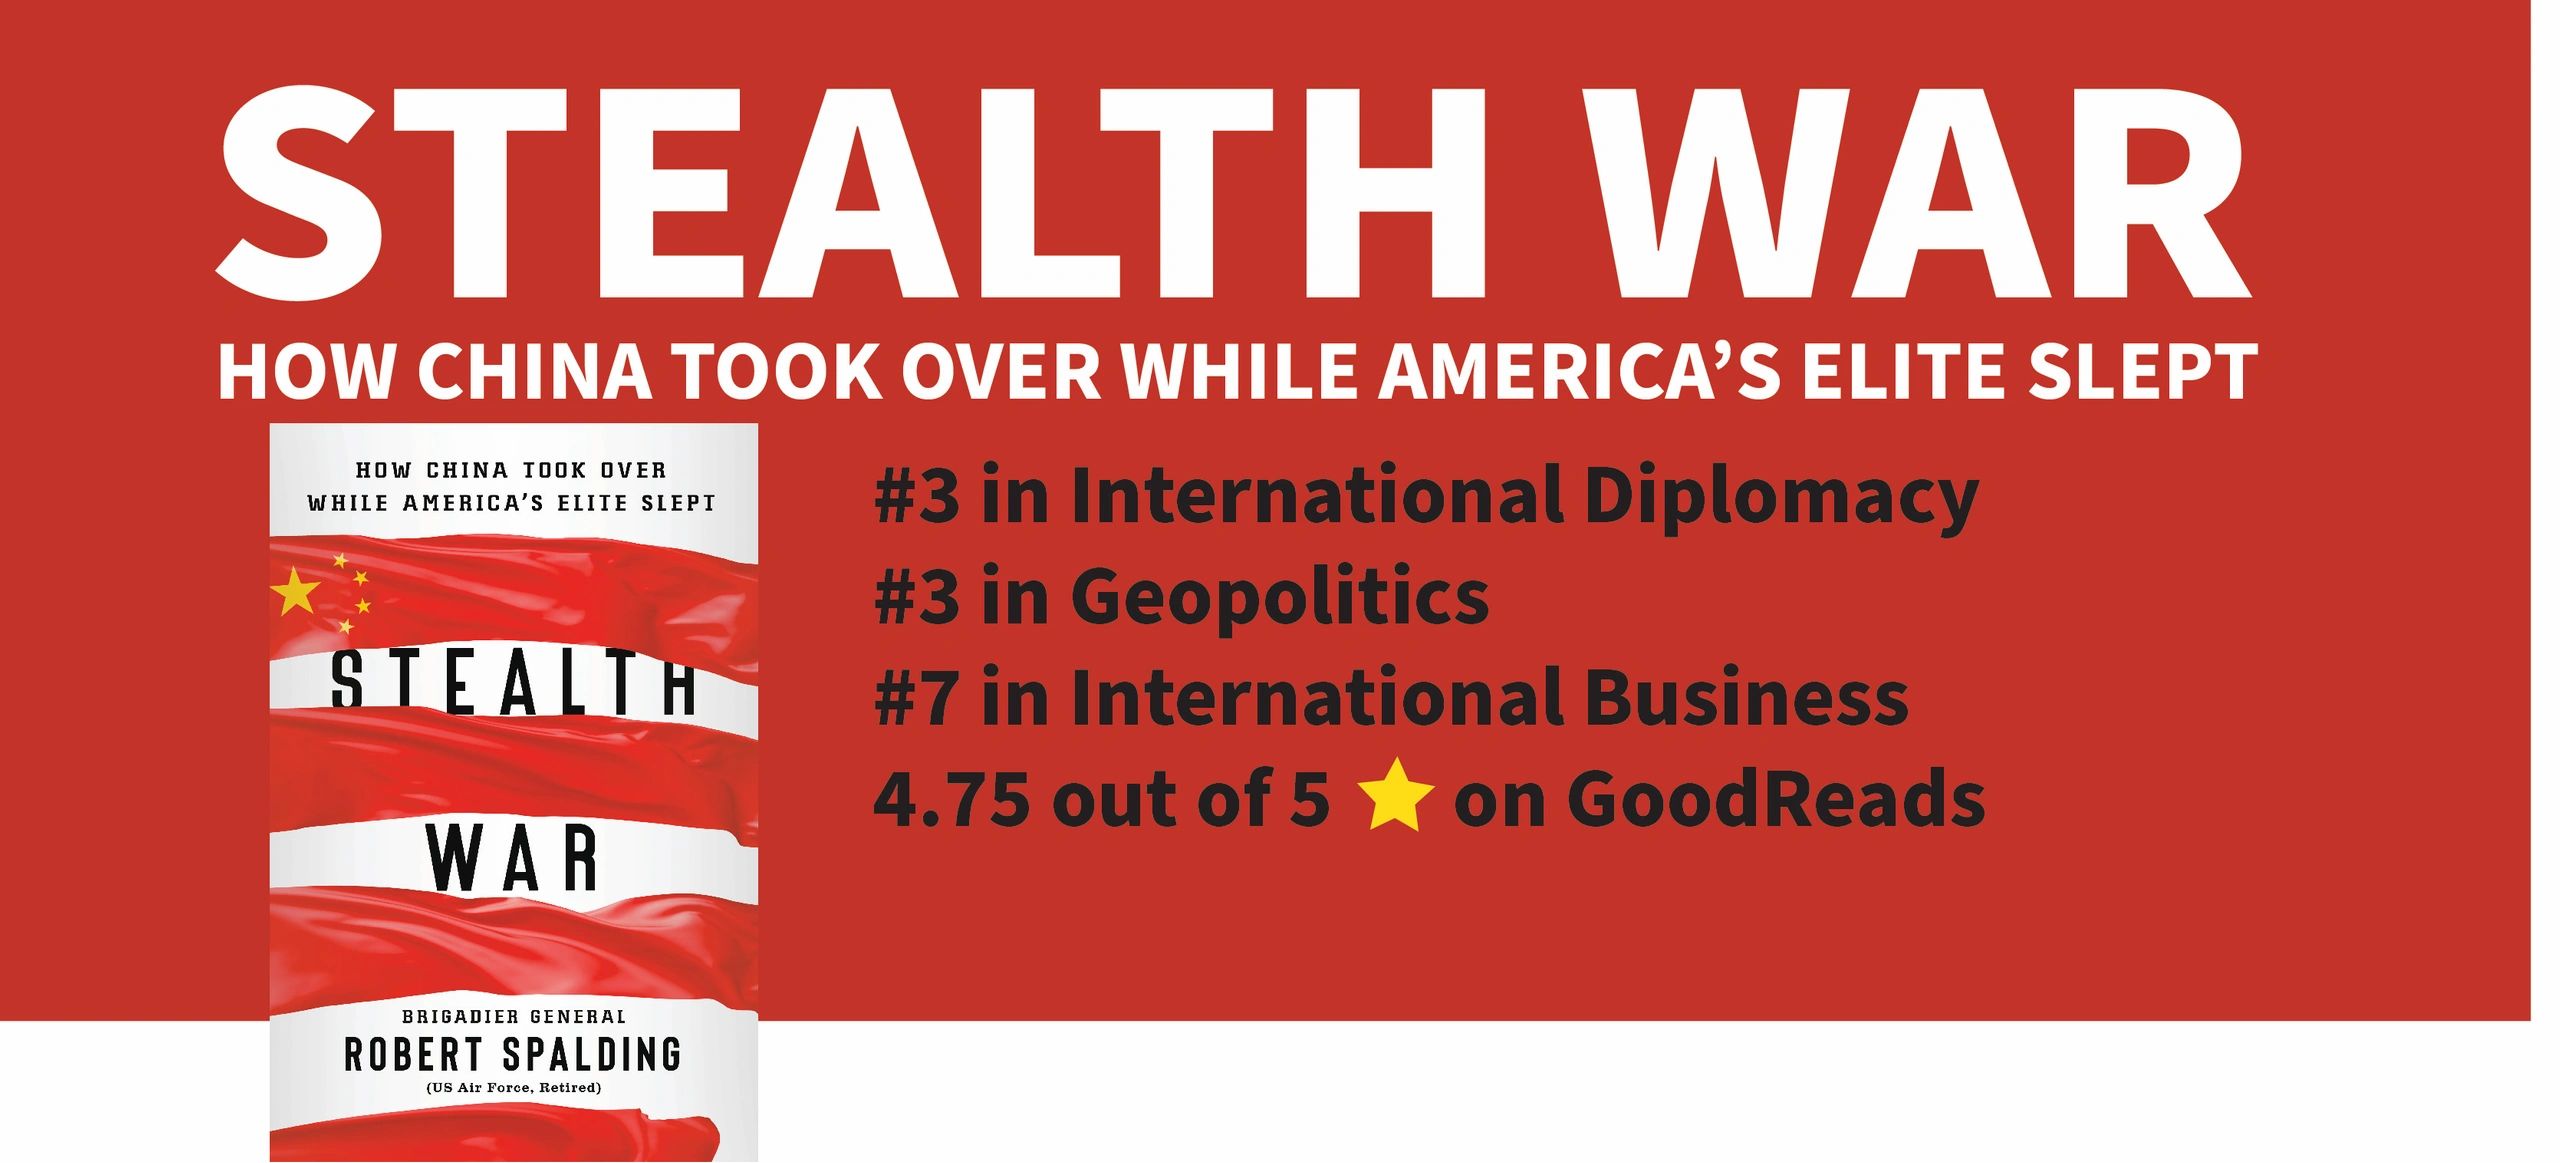 STEALTH WAR
HOW CHINA TOOK OVER WHILE AMERICA’S ELITE SLEPT
HOW CHINA TOOK OVER
WHILE AMERICA’S ELITE SLEPT
STEALTH
WAR
BRIGADIER GENERAL
ROBERT SPALDING
(US Air Force, Retired)
#3 in International Diplomacy
#3 in Geopolitics
#7 in International Business
4.75 out of 5 ⭐ on GoodReads